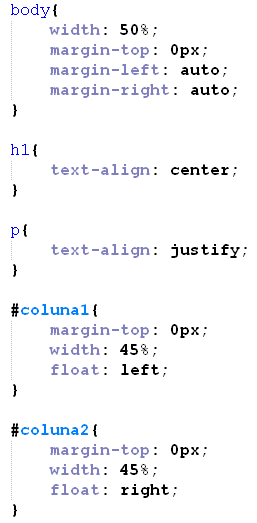 body{
width: 50%;
margin-top: 0px;
margin-left: auto;
margin-right: auto;
}
h1{
text-align: center;
}
p{
text-align: justify;
}
#coluna1{
margin-top: 0px;
width: 45%;
float: left;
}
#coluna2{
margin-top: 0px;
width: 45%;
float: right;
}